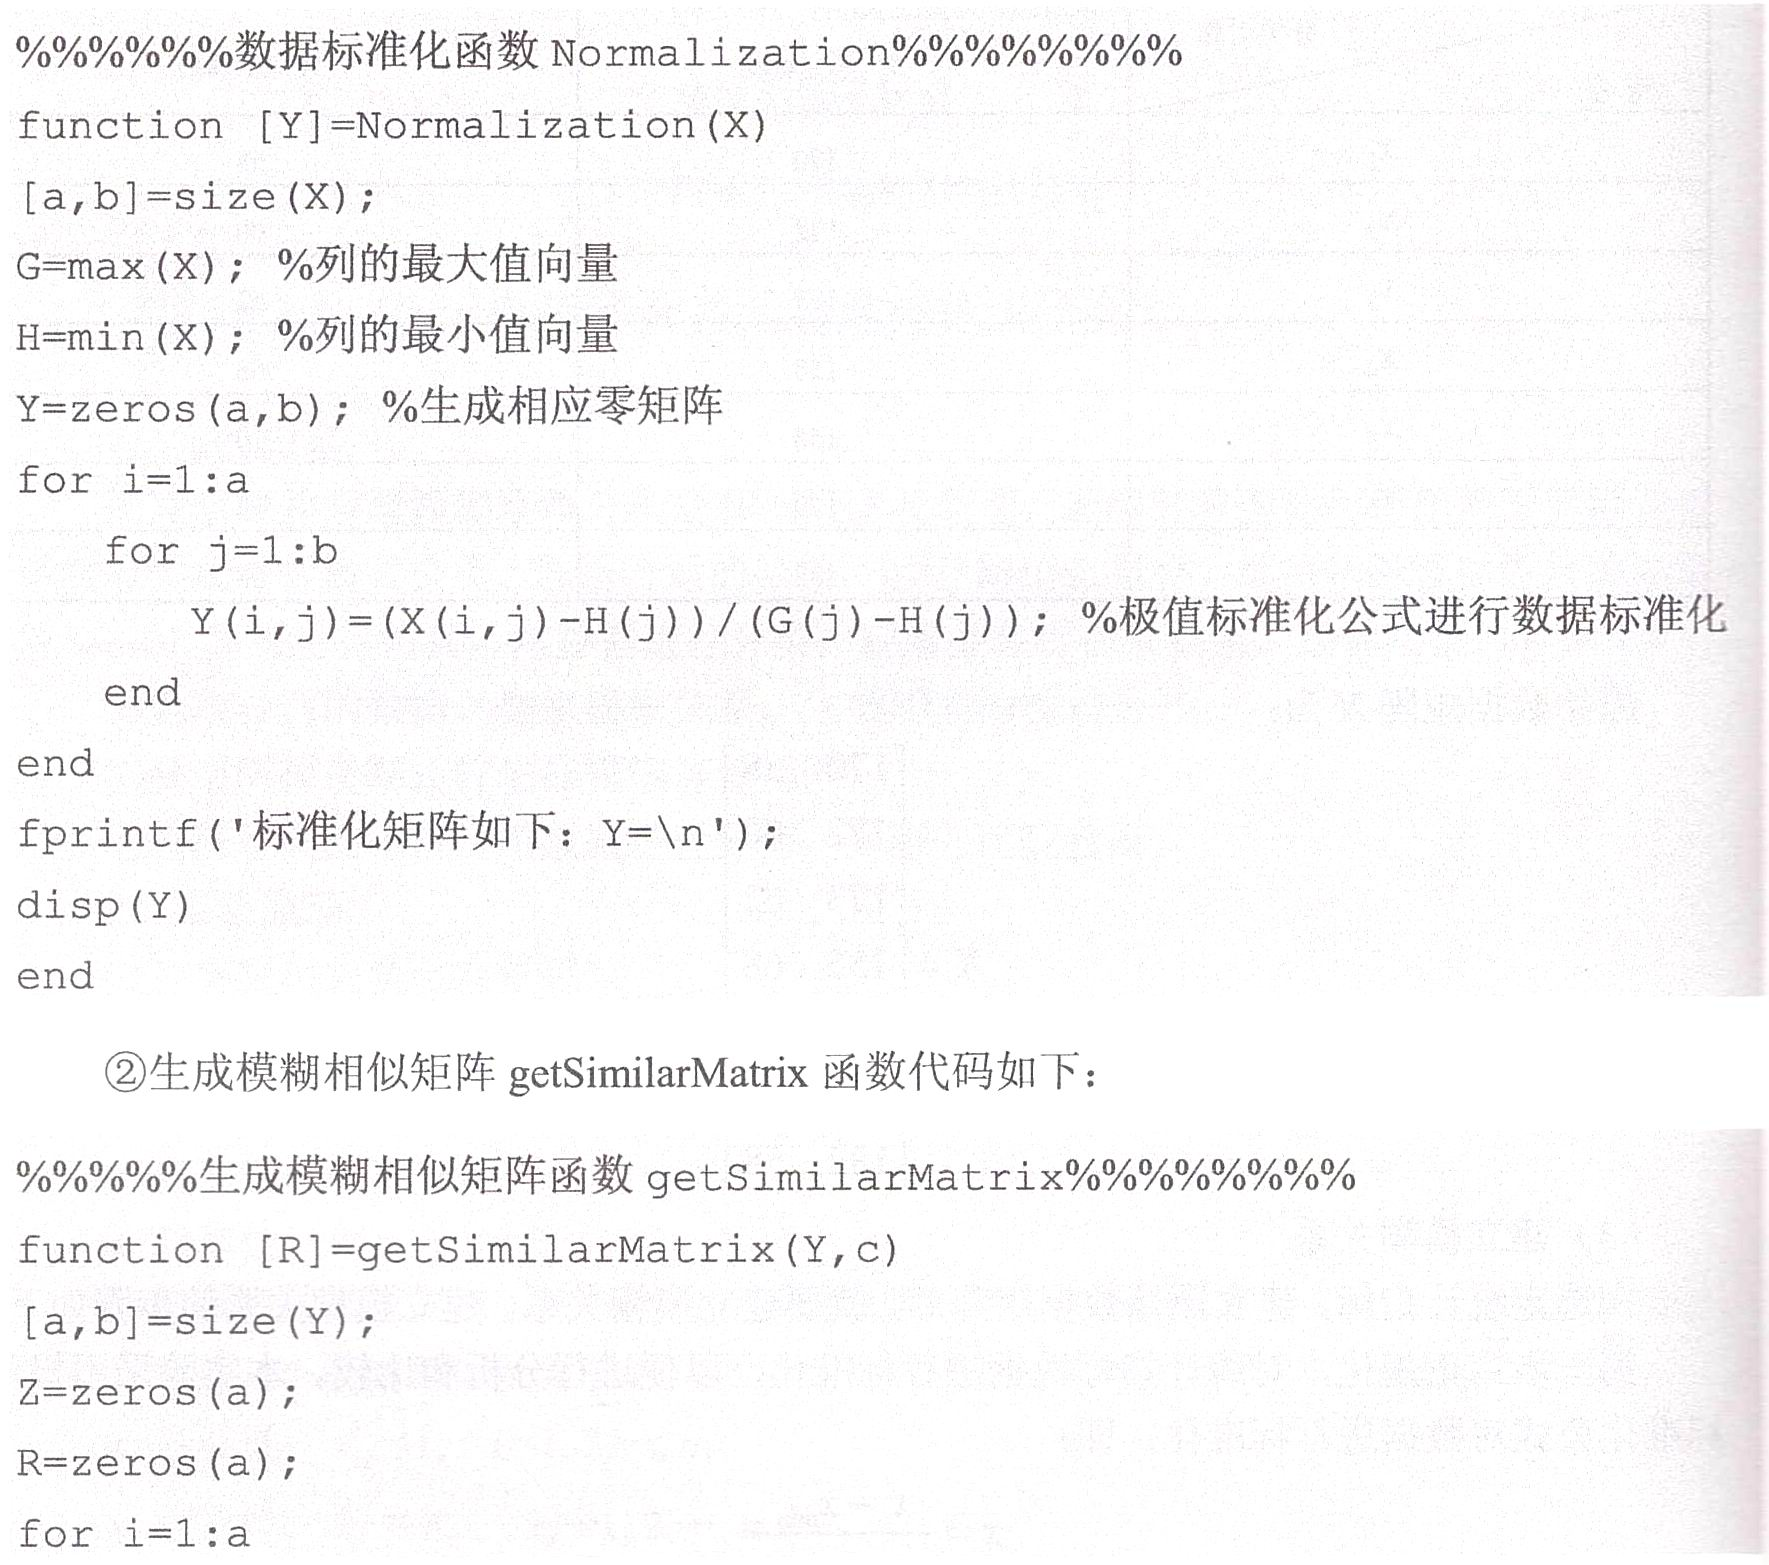 %%%%%%数据标准化函数 Normalization%%%%%%%%
function [Y]=Normalization(X)
[a,b]=size(X);
G=max(X); %列的最大值向量
H=min(X); %列的最小值向量
Y=zeros(a,b); %生成相应零矩阵
for i=1:a
for j=1:b
Y(i,j)=(X(i,j)-H(j))/(G(j)-H(j)); %极值标准化公式进行数据标准化
end
end
fprintf('标准化矩阵如下：Y=\n');
disp(Y)
end
②生成模糊相似矩阵 getSimilarMatrix 函数代码如下：
%%%%%生成模糊相似矩阵函数 getSimilarMatrix%%%%%%%%
function [R]=getSimilarMatrix(Y,c)
[a,b]=size(Y);
Z=zeros(a);
R=zeros(a);
for i=1:a